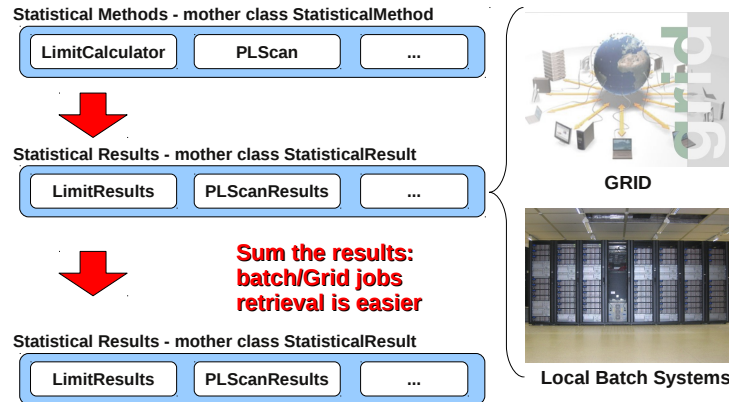 Statistical Methods - mother class StatisticalMethod
LimitCalculator
PLScan
...
Statistical Results - mother class StatisticalResult
LimitResults
PLScanResults
...
Sum the results:
batch/Grid jobs
retrieval is easier
Statistical Results - mother class StatisticalResult
LimitResults
PLScanResults
...
grid
grid
GRID
Local Batch Systems